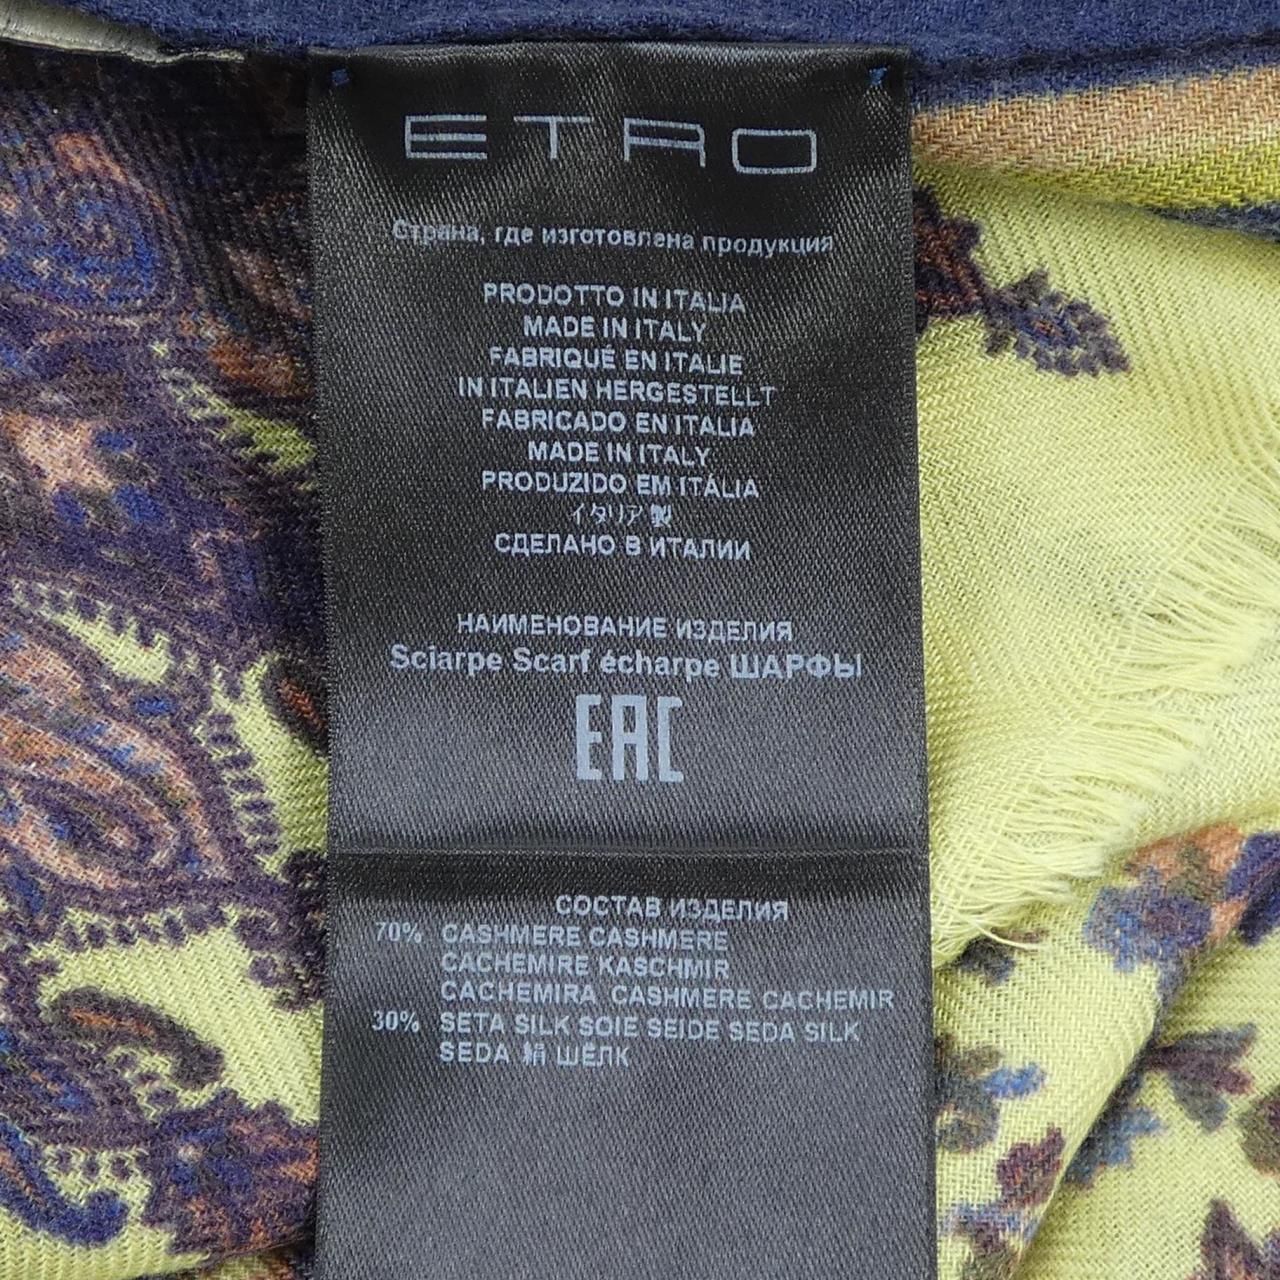 ETRO
Страна, где изготовлена продукция
PRODOTTO IN ITALIA
MADE IN ITALY
FABRIQUÉ EN ITALIE
IN ITALIEN HERGESTELLT
FABRICADO EN ITALIA
MADE IN ITALY
PRODUZIDO EM ITÁLIA
イタリア製
СДЕЛАНО В ИТАЛИИ
НАИМЕНОВАНИЕ ИЗДЕЛИЯ
Sciarpe Scarf écharpe ШАРФЫ
EAC
СОСТАВ ИЗДЕЛИЯ
70% CASHMERE CASHMERE
CACHEMIRE KASCHMIR
CACHEMIRA CASHMERE CACHEMIR
30% SETA SILK SOIE SEIDE SEDA SILK
SEDA 絹 ШЁЛК